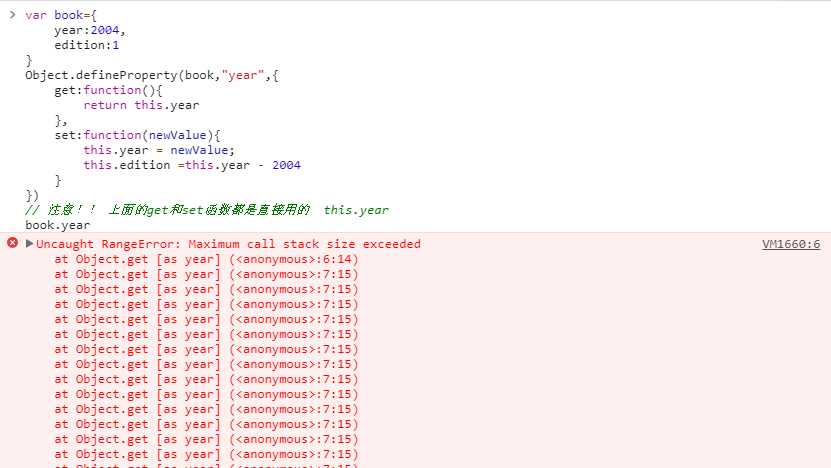 var book={
year:2004,
edition:1
}
Object.defineProperty(book,"year",{
get:function(){
return this.year
},
set:function(newValue){
this.year = newValue;
this.edition =this.year - 2004
}
})
// 注意！！ 上面的get和set函数都是直接用的 this.year
book.year
Uncaught RangeError: Maximum call stack size exceeded VM1660:6
at Object.get [as year] (<anonymous>:6:14)
at Object.get [as year] (<anonymous>:7:15)
at Object.get [as year] (<anonymous>:7:15)
at Object.get [as year] (<anonymous>:7:15)
at Object.get [as year] (<anonymous>:7:15)
at Object.get [as year] (<anonymous>:7:15)
at Object.get [as year] (<anonymous>:7:15)
at Object.get [as year] (<anonymous>:7:15)
at Object.get [as year] (<anonymous>:7:15)
at Object.get [as year] (<anonymous>:7:15)
at Object.get [as year] (<anonymous>:7:15)
at Object.get [as year] (<anonymous>:7:15)
at Object.get [as year] (<anonymous>:7:15)
at Object.get [as year] (<anonymous>:7:15)